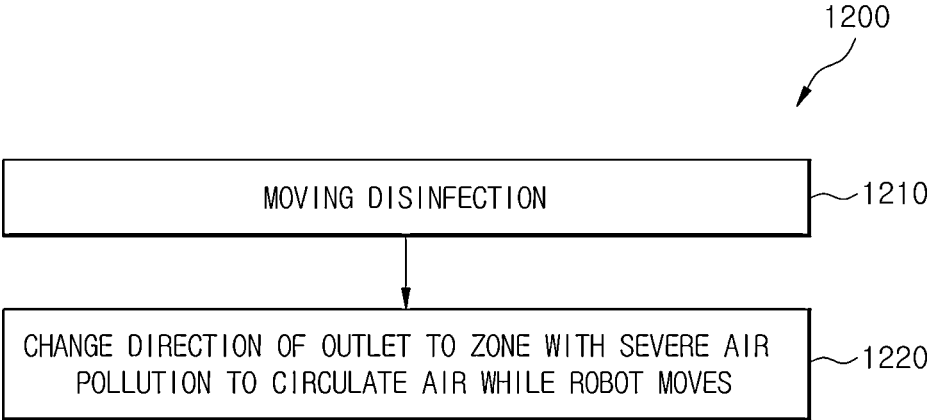 1200
MOVING DISINFECTION
1210
CHANGE DIRECTION OF OUTLET TO ZONE WITH SEVERE AIR
POLLUTION TO CIRCULATE AIR WHILE ROBOT MOVES
1220